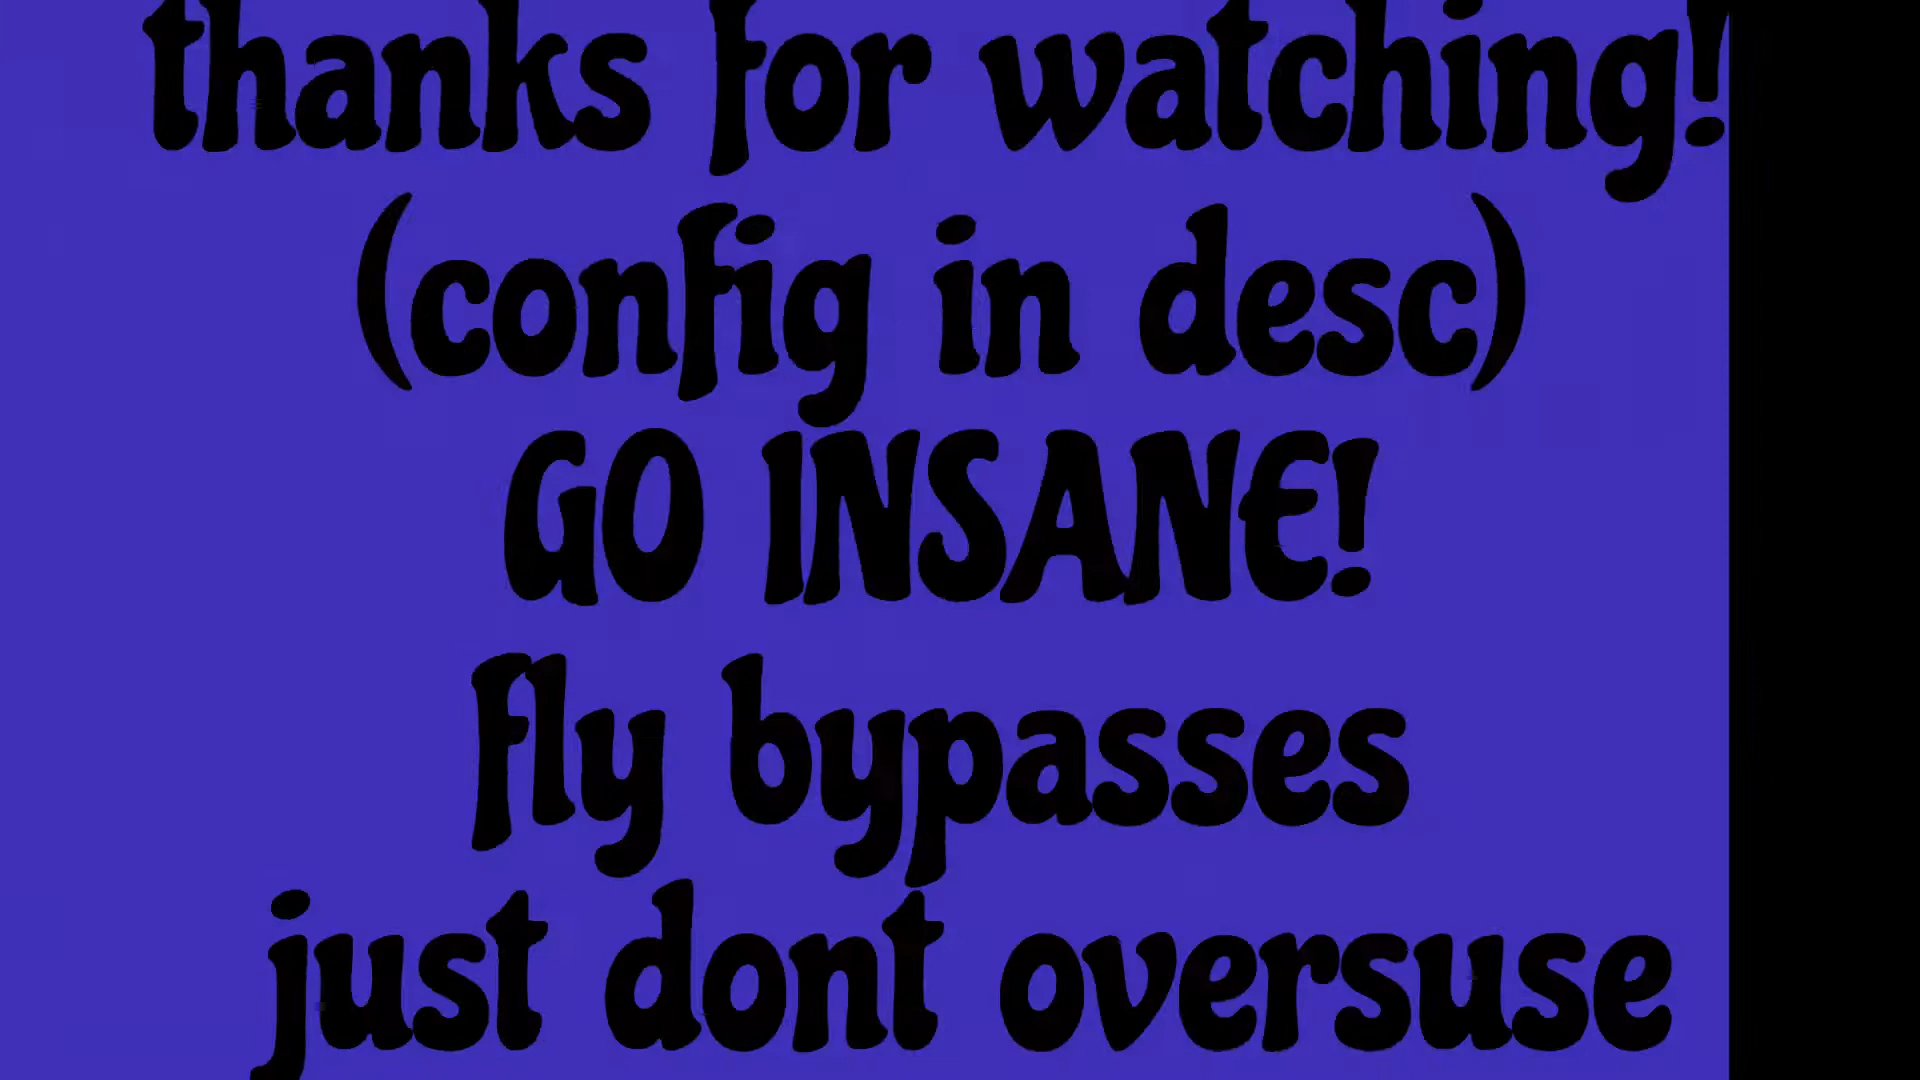 thanks for watching!
(config in desc)
GO INSANE!
fly bypasses
just dont oversuse